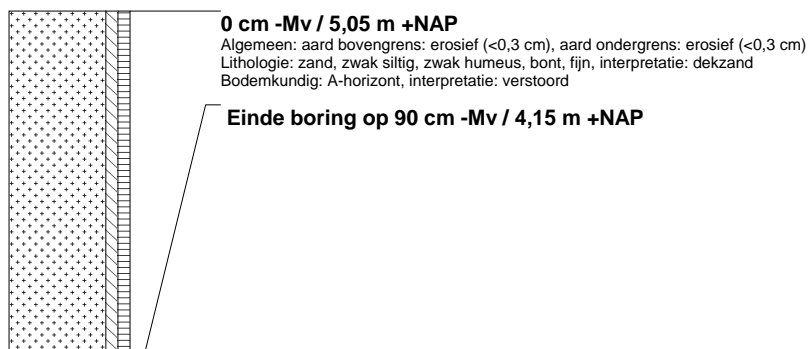 0 cm -Mv / 5,05 m +NAP
Algemeen: aard bovengrens: erosief (<0,3 cm), aard ondergrens: erosief (<0,3 cm)
Lithologie: zand, zwak siltig, zwak humeus, bont, fijn, interpretatie: dekzand
Bodemkundig: A-horizont, interpretatie: verstoord
Einde boring op 90 cm -Mv / 4,15 m +NAP